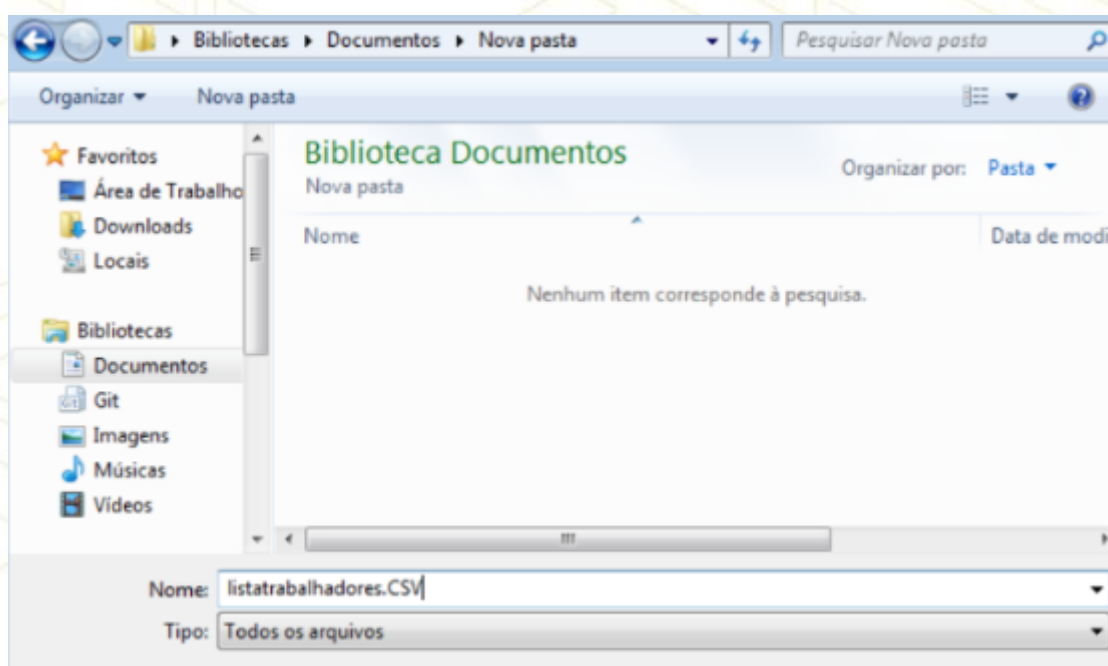 Bibliotecas ▸ Documentos ▸ Nova pasta
Pesquisar Nova pasta
Organizar
Nova pasta
Favoritos
Área de Trabalho
Downloads
Locais
Bibliotecas
Documentos
Git
Imagens
Músicas
Vídeos
Biblioteca Documentos
Nova pasta
Organizar por: Pasta
Nome
Data de modi
Nenhum item corresponde à pesquisa.
Nome: listatrabalhadores.CSV
Tipo: Todos os arquivos